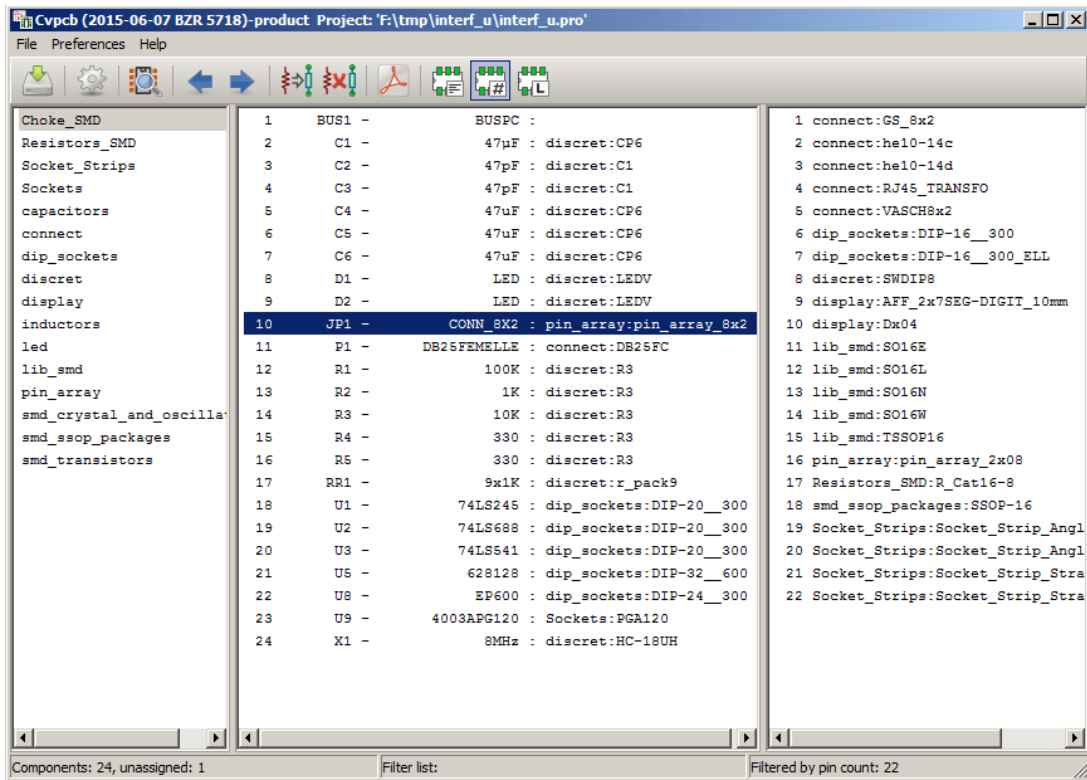 Cvpcb (2015-06-07 BZR 5718)-product Project: 'F:\tmp\interf_u\interf_u.pro'
File Preferences Help
#
L
Choke_SMD
Resistors_SMD
Socket_Strips
Sockets
capacitors
connect
dip_sockets
discret
display
inductors
led
lib_smd
pin_array
smd_crystal_and_oscilla
smd_ssop_packages
smd_transistors
1 BUS1 - BUSPC :
2 C1 - 47µF : discret:CP6
3 C2 - 47pF : discret:C1
4 C3 - 47pF : discret:C1
5 C4 - 47uF : discret:CP6
6 C5 - 47uF : discret:CP6
7 C6 - 47uF : discret:CP6
8 D1 - LED : discret:LEDV
9 D2 - LED : discret:LEDV
10 JP1 - CONN_8X2 : pin_array:pin_array_8x2
11 P1 - DB25FEMELLE : connect:DB25FC
12 R1 - 100K : discret:R3
13 R2 - 1K : discret:R3
14 R3 - 10K : discret:R3
15 R4 - 330 : discret:R3
16 R5 - 330 : discret:R3
17 RR1 - 9x1K : discret:r_pack9
18 U1 - 74LS245 : dip_sockets:DIP-20__300
19 U2 - 74LS688 : dip_sockets:DIP-20__300
20 U3 - 74LS541 : dip_sockets:DIP-20__300
21 U5 - 628128 : dip_sockets:DIP-32__600
22 U8 - EP600 : dip_sockets:DIP-24__300
23 U9 - 4003APG120 : Sockets:PGA120
24 X1 - 8MHz : discret:HC-18UH
1 connect:GS_8x2
2 connect:he10-14c
3 connect:he10-14d
4 connect:RJ45_TRANSFO
5 connect:VASCH8x2
6 dip_sockets:DIP-16__300
7 dip_sockets:DIP-16__300_ELL
8 discret:SWDIP8
9 display:AFF_2x7SEG-DIGIT_10mm
10 display:Dx04
11 lib_smd:SO16E
12 lib_smd:SO16L
13 lib_smd:SO16N
14 lib_smd:SO16W
15 lib_smd:TSSOP16
16 pin_array:pin_array_2x08
17 Resistors_SMD:R_Cat16-8
18 smd_ssop_packages:SSOP-16
19 Socket_Strips:Socket_Strip_Angl
20 Socket_Strips:Socket_Strip_Angl
21 Socket_Strips:Socket_Strip_Stra
22 Socket_Strips:Socket_Strip_Stra
Components: 24, unassigned: 1
Filter list:
Filtered by pin count: 22